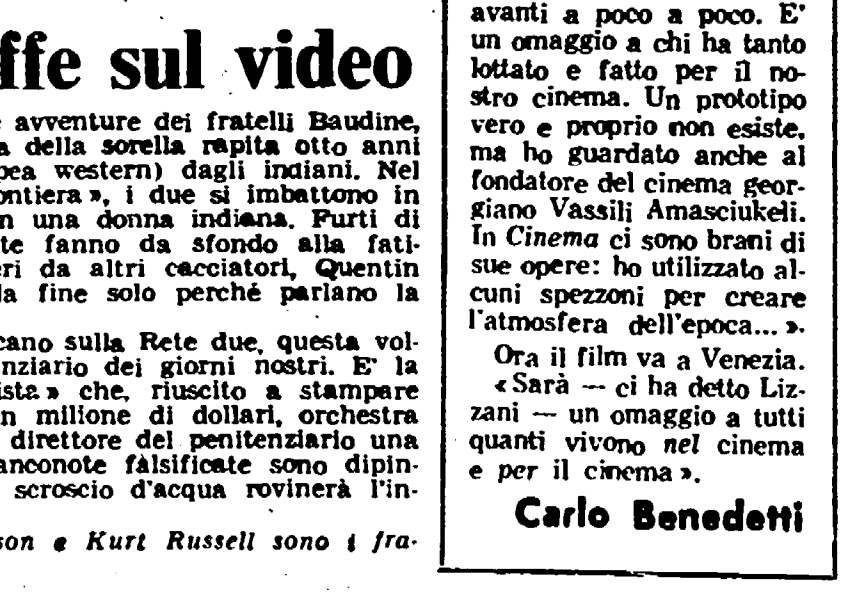 ffe sul video
avventure dei fratelli Baudine,
a della sorella rapita otto anni
pea western) dagli indiani. Nel
ontiera », i due si imbattono in
n una donna indiana. Furti di
te fanno da sfondo alla fati-
eri da altri cacciatori, Quentin
la fine solo perché parlano la
cano sulla Rete due, questa vol-
nziario dei giorni nostri. E' la
ista » che, riuscito a stampare
n milione di dollari, orchestra
direttore del penitenziario una
anconote falsificate sono dipin-
scroscio d'acqua rovinerà l'in-
son e Kurt Russell sono i fra-
avanti a poco a poco. E'
un omaggio a chi ha tanto
lottato e fatto per il no-
stro cinema. Un prototipo
vero e proprio non esiste,
ma ho guardato anche al
fondatore del cinema geor-
giano Vassili Amasciukeli.
In Cinema ci sono brani di
sue opere: ho utilizzato al-
cuni spezzoni per creare
l'atmosfera dell'epoca... ».
Ora il film va a Venezia.
« Sarà — ci ha detto Liz-
zani — un omaggio a tutti
quanti vivono nel cinema
e per il cinema ».
Carlo Benedetti